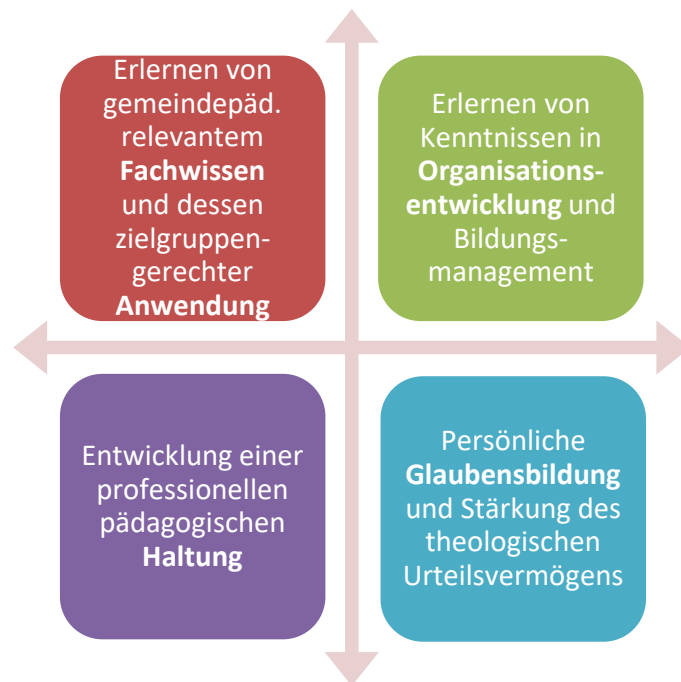 Erlernen von
gemeindepäd.
relevantem
Fachwissen
und dessen
zielgruppen-
gerechter
Anwendung
Erlernen von
Kenntnissen in
Organisations-
entwicklung und
Bildungs-
management
Entwicklung einer
professionellen
pädagogischen
Haltung
Persönliche
Glaubensbildung
und Stärkung des
theologischen
Urteilsvermögens